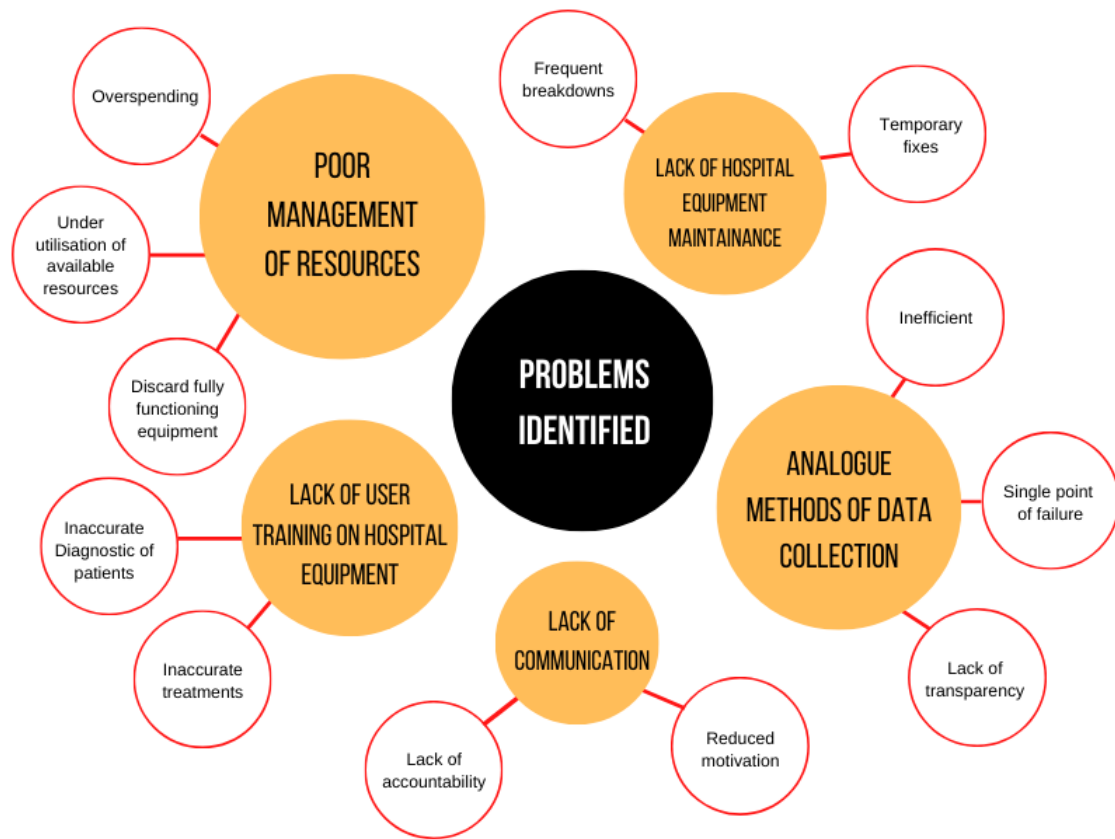 Overspending
POOR
MANAGEMENT
OF RESOURCES
Under
utilisation of
available
resources
Discard fully
functioning
equipment
Frequent
breakdowns
LACK OF HOSPITAL
EQUIPMENT
MAINTAINANCE
Temporary
fixes
PROBLEMS
IDENTIFIED
Inefficient
ANALOGUE
METHODS OF DATA
COLLECTION
Single point
of failure
Lack of
transparency
LACK OF USER
TRAINING ON HOSPITAL
EQUIPMENT
Inaccurate
Diagnostic of
patients
Inaccurate
treatments
LACK OF
COMMUNICATION
Lack of
accountability
Reduced
motivation